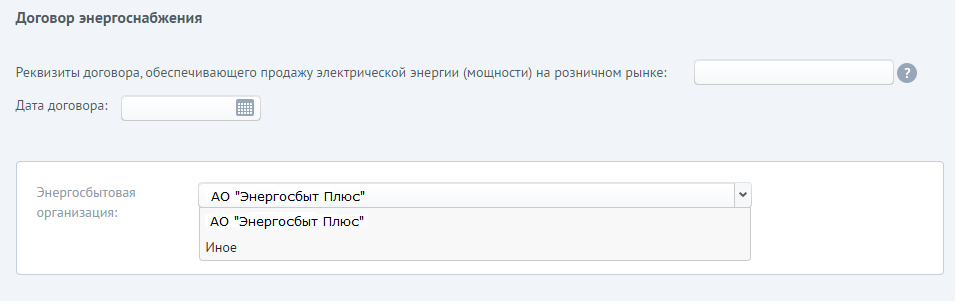 Договор энергоснабжения
Реквизиты договора, обеспечивающего продажу электрической энергии (мощности) на розничном рынке: ?
Дата договора:
Энергосбытовая
организация:
АО "Энергосбыт Плюс"
АО "Энергосбыт Плюс"
Иное